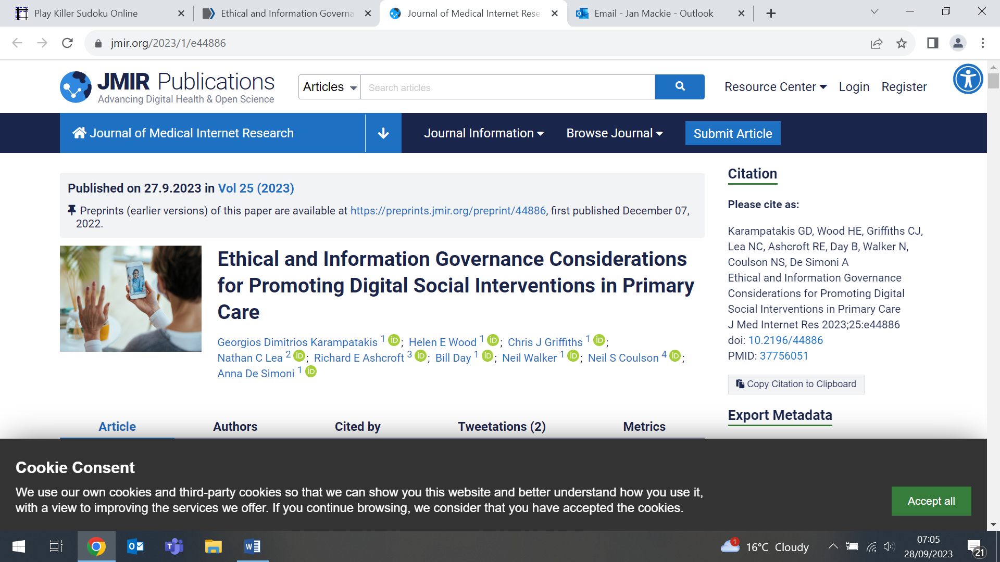 Play Killer Sudoku Online
Ethical and Information Governa
Journal of Medical Internet Rese
Email - Jan Mackie - Outlook
jmir.org/2023/1/e44886
JMIR Publications
Advancing Digital Health & Open Science
Articles
Search articles
Resource Center
Login
Register
Journal of Medical Internet Research
Journal Information
Browse Journal
Submit Article
Published on 27.9.2023 in Vol 25 (2023)
Preprints (earlier versions) of this paper are available at https://preprints.jmir.org/preprint/44886, first published December 07,
2022.
Ethical and Information Governance Considerations
for Promoting Digital Social Interventions in Primary
Care
Georgios Dimitrios Karampatakis 1 iD; Helen E Wood 1 iD; Chris J Griffiths 1 iD;
Nathan C Lea 2 iD; Richard E Ashcroft 3 iD; Bill Day 1 iD; Neil Walker 1 iD; Neil S Coulson 4 iD;
Anna De Simoni 1 iD
Article
Authors
Cited by
Tweetations (2)
Metrics
Citation
Please cite as:
Karampatakis GD, Wood HE, Griffiths CJ,
Lea NC, Ashcroft RE, Day B, Walker N,
Coulson NS, De Simoni A
Ethical and Information Governance
Considerations for Promoting Digital
Social Interventions in Primary Care
J Med Internet Res 2023;25:e44886
doi: 10.2196/44886
PMID: 37756051
Copy Citation to Clipboard
Export Metadata
Cookie Consent
We use our own cookies and third-party cookies so that we can show you this website and better understand how you use it,
with a view to improving the services we offer. If you continue browsing, we consider that you have accepted the cookies.
Accept all
1
16°C Cloudy
07:05
28/09/2023
21